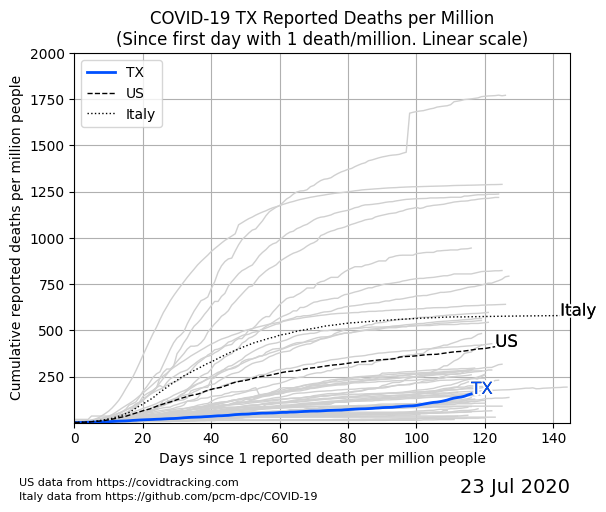 COVID-19 TX Reported Deaths per Million
(Since first day with 1 death/million. Linear scale)
Cumulative reported deaths per million people
2000
1750
1500
1250
1000
750
500
250
TX
US
Italy
Italy
US
TX
0 20 40 60 80 100 120 140
Days since 1 reported death per million people
US data from https://covidtracking.com
Italy data from https://github.com/pcm-dpc/COVID-19
23 Jul 2020